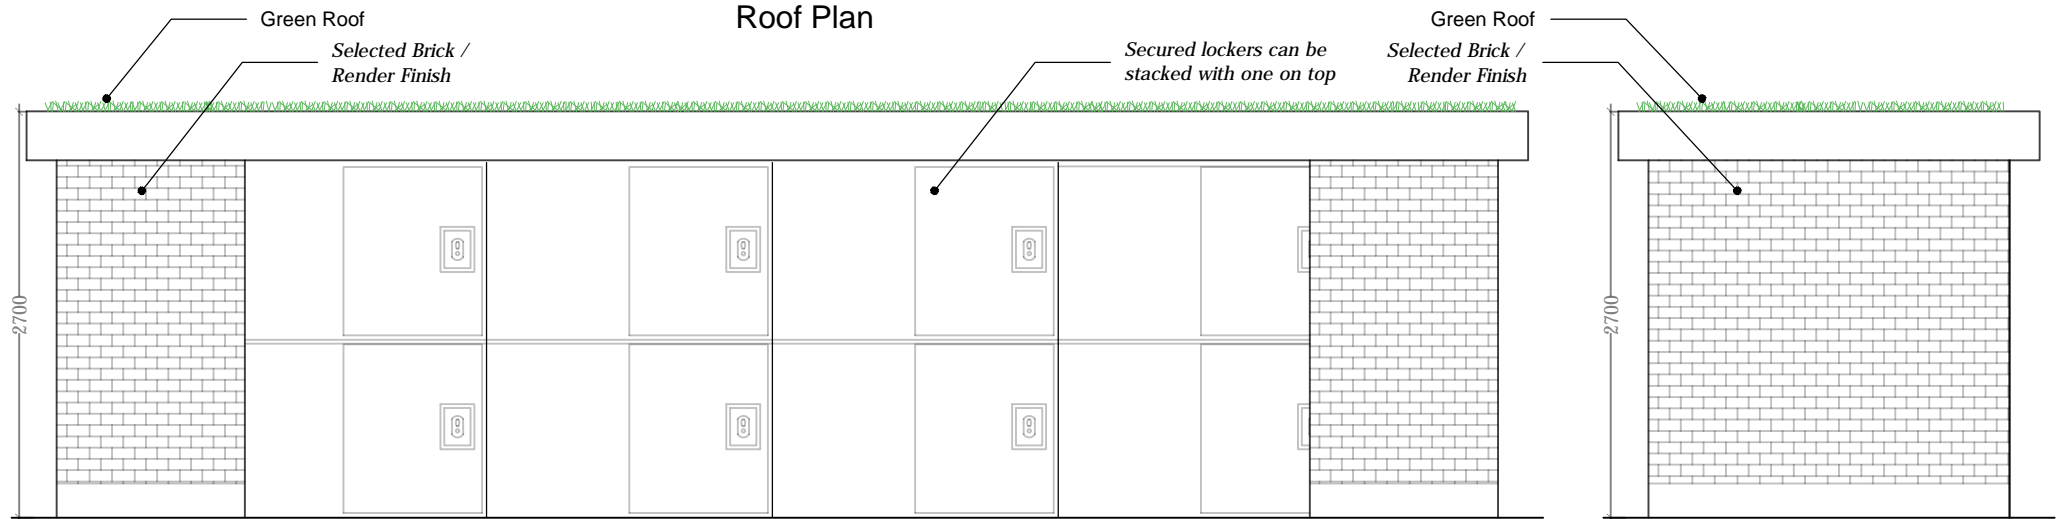 Roof Plan
Green Roof
Selected Brick /
Render Finish
Secured lockers can be
stacked with one on top
Green Roof
Selected Brick /
Render Finish
2700
2700